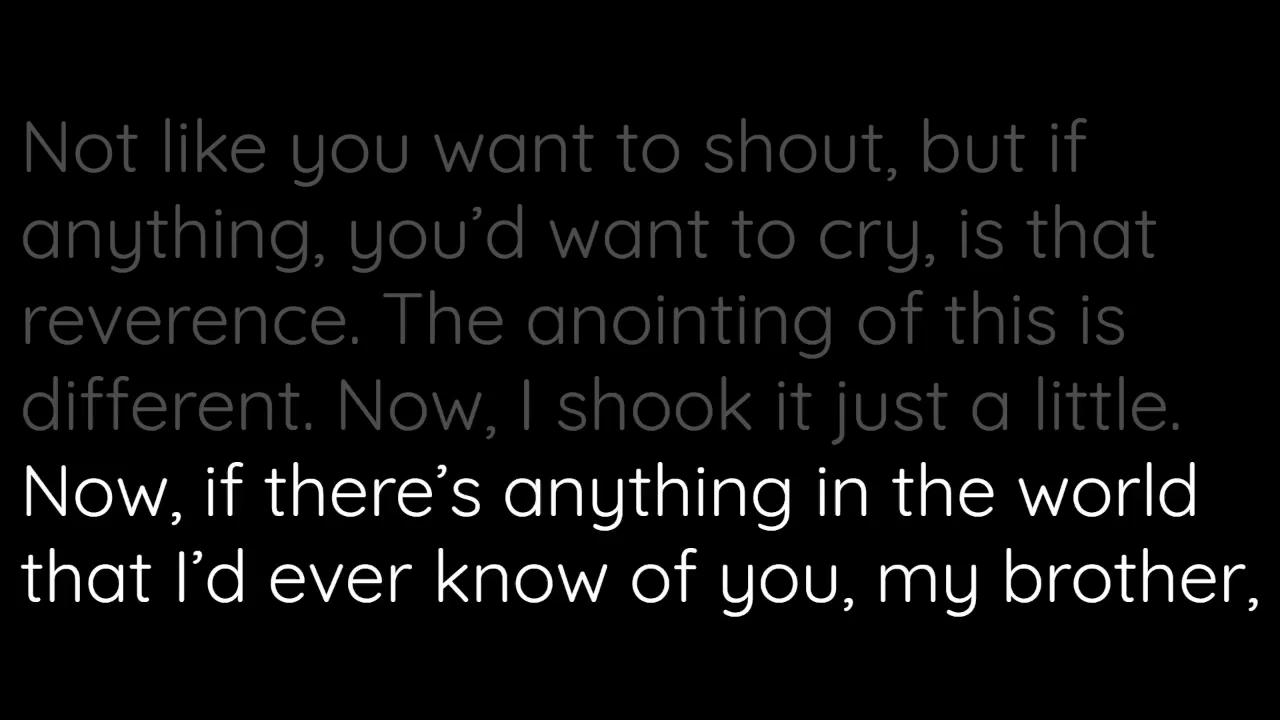 Not like you want to shout, but if
anything, you’d want to cry, is that
reverence. The anointing of this is
different. Now, I shook it just a little.
Now, if there’s anything in the world
that I’d ever know of you, my brother,